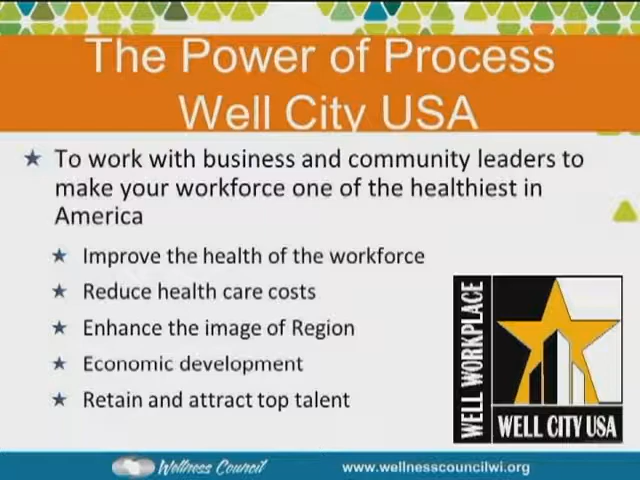 The Power of Process
Well City USA
To work with business and community leaders to
make your workforce one of the healthiest in
America
Improve the health of the workforce
Reduce health care costs
Enhance the image of Region
Economic development
Retain and attract top talent
WELL WORKPLACE
WELL CITY USA
Wellness Council
www.wellnesscouncilwi.org